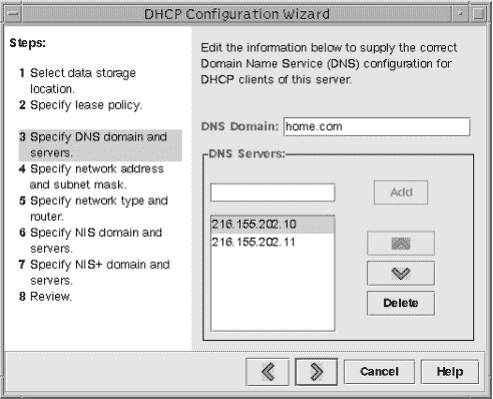 DHCP Configuration Wizard
Steps:
1 Select data storage
location.
2 Specify lease policy.
3 Specify DNS domain and
servers.
4 Specify network address
and subnet mask.
5 Specify network type and
router.
6 Specify NIS domain and
servers.
7 Specify NIS+ domain and
servers.
8 Review.
Edit the information below to supply the correct
Domain Name Service (DNS) configuration for
DHCP clients of this server.
DNS Domain: home.com
DNS Servers:
Add
216.155.202.10
216.155.202.11
Delete
Cancel
Help